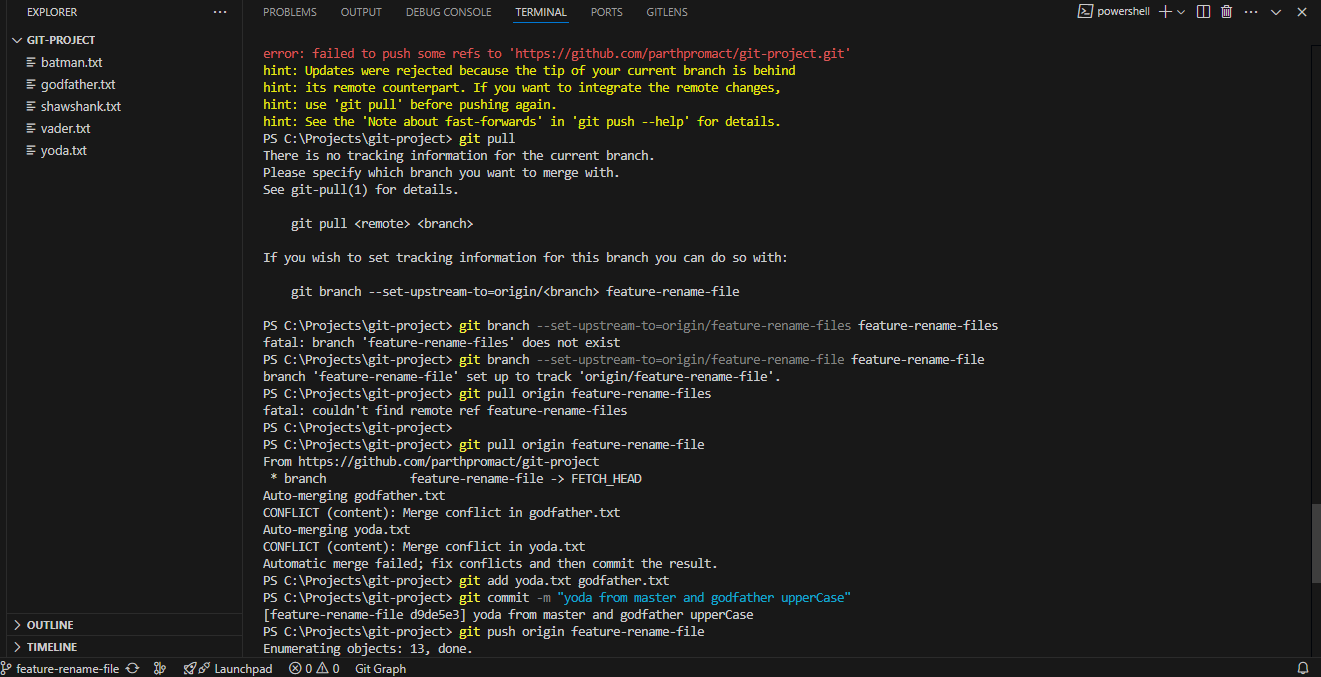 EXPLORER
GIT-PROJECT
batman.txt
godfather.txt
shawshank.txt
vader.txt
yoda.txt
OUTLINE
TIMELINE
PROBLEMS OUTPUT DEBUG CONSOLE TERMINAL PORTS GITLENS
powershell
error: failed to push some refs to 'https://github.com/parthpromact/git-project.git'
hint: Updates were rejected because the tip of your current branch is behind
hint: its remote counterpart. If you want to integrate the remote changes,
hint: use 'git pull' before pushing again.
hint: See the 'Note about fast-forwards' in 'git push --help' for details.
PS C:\Projects\git-project> git pull
There is no tracking information for the current branch.
Please specify which branch you want to merge with.
See git-pull(1) for details.
git pull <remote> <branch>
If you wish to set tracking information for this branch you can do so with:
git branch --set-upstream-to=origin/<branch> feature-rename-file
PS C:\Projects\git-project> git branch --set-upstream-to=origin/feature-rename-files feature-rename-files
fatal: branch 'feature-rename-files' does not exist
PS C:\Projects\git-project> git branch --set-upstream-to=origin/feature-rename-file feature-rename-file
branch 'feature-rename-file' set up to track 'origin/feature-rename-file'.
PS C:\Projects\git-project> git pull origin feature-rename-files
fatal: couldn't find remote ref feature-rename-files
PS C:\Projects\git-project>
PS C:\Projects\git-project> git pull origin feature-rename-file
From https://github.com/parthpromact/git-project
* branch feature-rename-file -> FETCH_HEAD
Auto-merging godfather.txt
CONFLICT (content): Merge conflict in godfather.txt
Auto-merging yoda.txt
CONFLICT (content): Merge conflict in yoda.txt
Automatic merge failed; fix conflicts and then commit the result.
PS C:\Projects\git-project> git add yoda.txt godfather.txt
PS C:\Projects\git-project> git commit -m "yoda from master and godfather upperCase"
[feature-rename-file d9de5e3] yoda from master and godfather upperCase
PS C:\Projects\git-project> git push origin feature-rename-file
Enumerating objects: 13, done.
feature-rename-file Launchpad 0 0 Git Graph